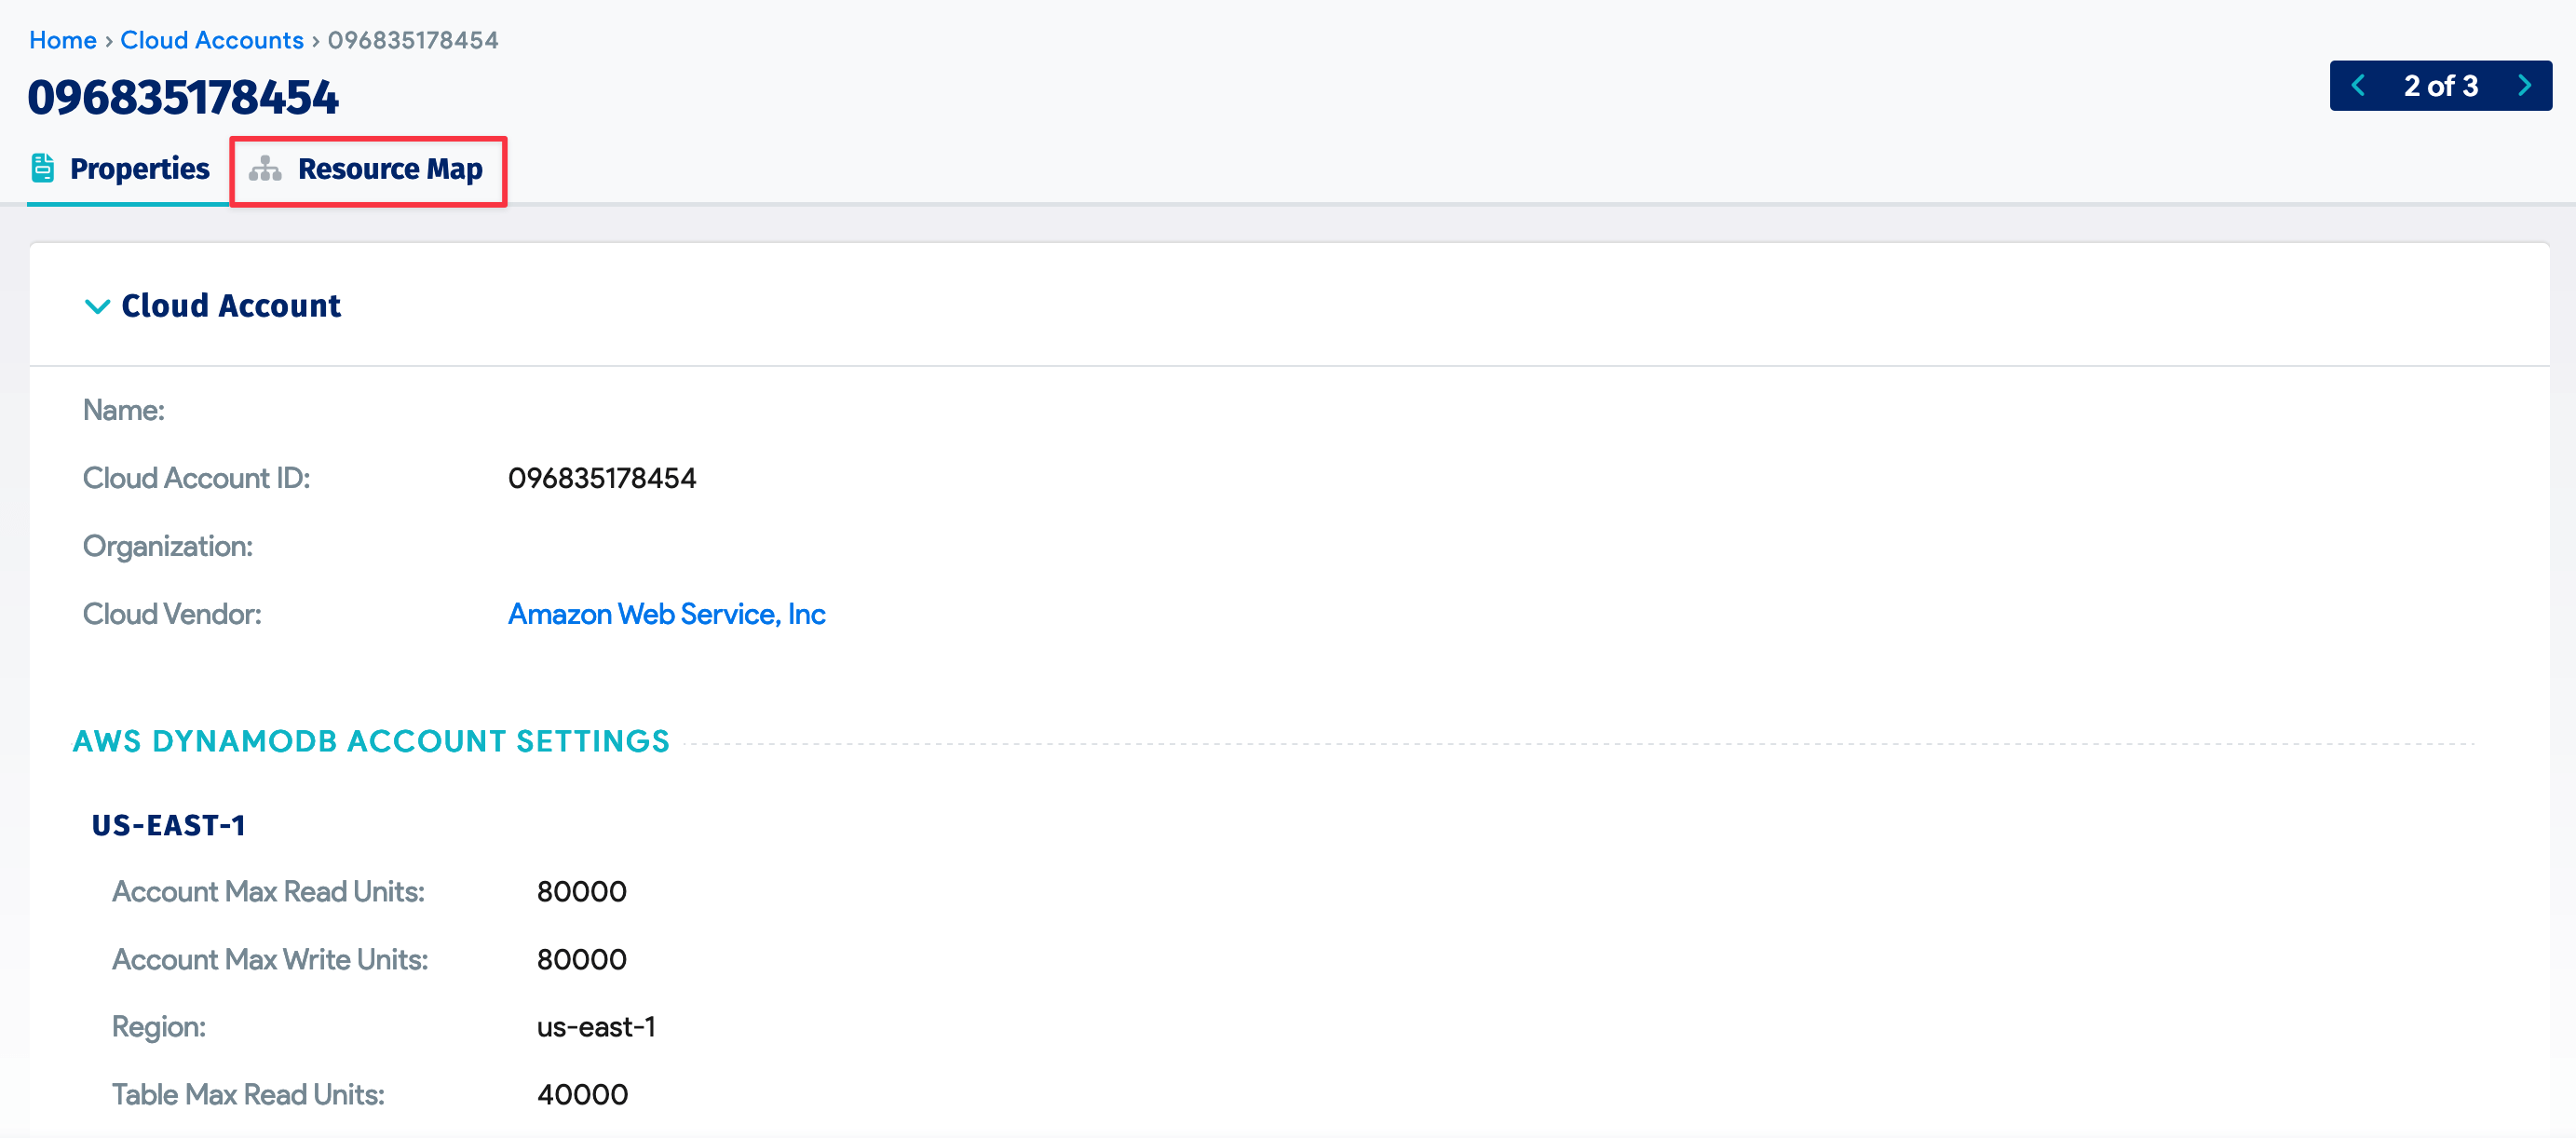 Home › Cloud Accounts › 096835178454
096835178454
2 of 3
Properties
Resource Map
Cloud Account
Name:
Cloud Account ID: 096835178454
Organization:
Cloud Vendor: Amazon Web Service, Inc
AWS DYNAMODB ACCOUNT SETTINGS
US-EAST-1
Account Max Read Units: 80000
Account Max Write Units: 80000
Region: us-east-1
Table Max Read Units: 40000